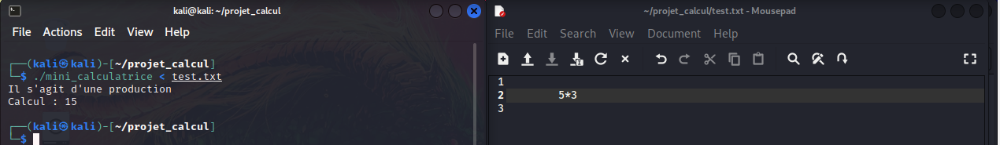 kali@kali: ~/projet_calcul
File Actions Edit View Help
┌──(kali㉿kali)-[~/projet_calcul]
└─$ ./mini_calculatrice < test.txt
Il s'agit d'une production
Calcul : 15
┌──(kali㉿kali)-[~/projet_calcul]
└─$
~/projet_calcul/test.txt - Mousepad
File Edit Search View Document Help
1
2 5*3
3